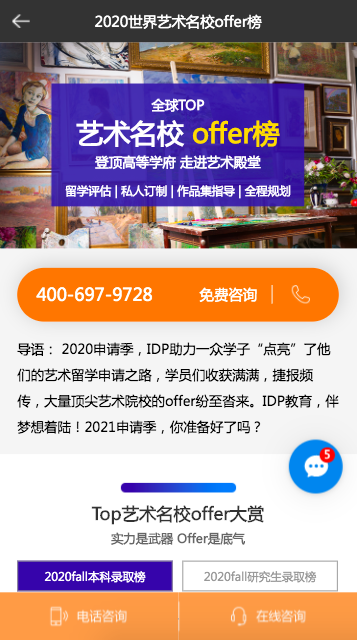 2020世界艺术名校offer榜
全球TOP
艺术名校 offer榜
登顶高等学府 走进艺术殿堂
留学评估 | 私人订制 | 作品集指导 | 全程规划
400-697-9728 免费咨询
导语： 2020申请季，IDP助力一众学子“点亮”了他
们的艺术留学申请之路，学员们收获满满，捷报频
传，大量顶尖艺术院校的offer纷至沓来。IDP教育，伴
梦想着陆！2021申请季，你准备好了吗？
5
Top艺术名校offer大赏
实力是武器 Offer是底气
2020fall本科录取榜 2020fall研究生录取榜
电话咨询 在线咨询